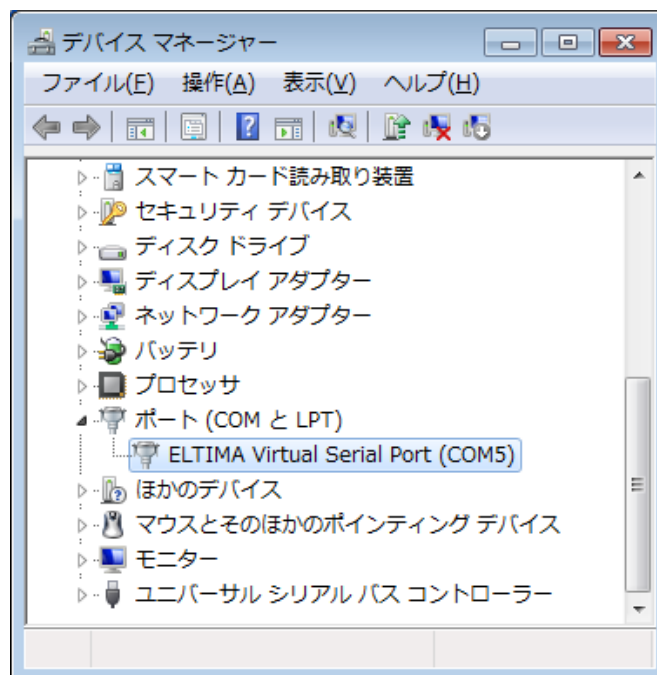 デバイス マネージャー
ファイル(F) 操作(A) 表示(V) ヘルプ(H)
スマート カード読み取り装置
セキュリティ デバイス
ディスク ドライブ
ディスプレイ アダプター
ネットワーク アダプター
バッテリ
プロセッサ
ポート (COM と LPT)
ELTIMA Virtual Serial Port (COM5)
ほかのデバイス
マウスとそのほかのポインティング デバイス
モニター
ユニバーサル シリアル バス コントローラー